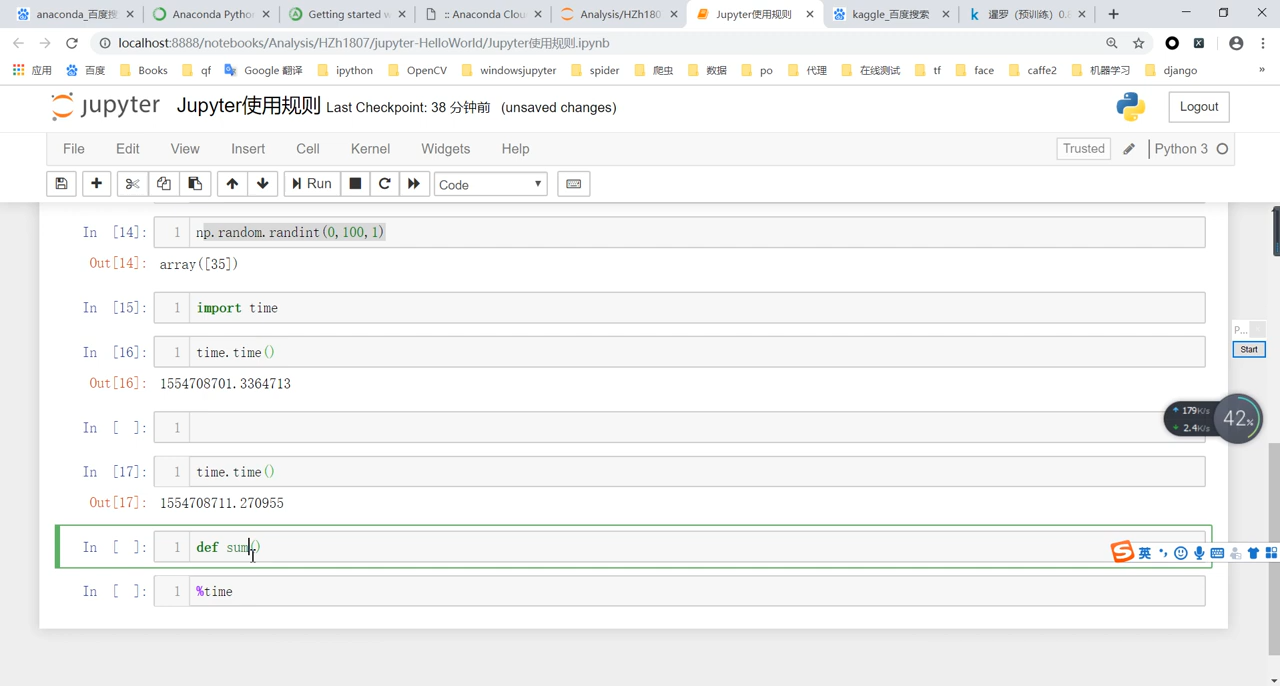 anaconda_百度搜
Anaconda Pytho
Getting started w
:: Anaconda Clou
Analysis/HZh180
Jupyter使用规则
kaggle_百度搜索
暹罗（预训练）0.8
localhost:8888/notebooks/Analysis/HZh1807/jupyter-HelloWorld/Jupyter使用规则.ipynb
应用 百度 Books qf Google 翻译 ipython OpenCV windowsjupyter spider 爬虫 数据 po 代理 在线测试 tf face caffe2 机器学习 django »
jupyter Jupyter使用规则 Last Checkpoint: 38 分钟前 (unsaved changes) Logout
File Edit View Insert Cell Kernel Widgets Help Trusted Python 3
Run Code
In [14]: 1 np.random.randint(0,100,1)
Out[14]: array([35])
In [15]: 1 import time
P...
In [16]: 1 time.time()
Start
Out[16]: 1554708701.3364713
179K/s
42%
In [ ]: 1
2.4K/s
In [17]: 1 time.time()
Out[17]: 1554708711.270955
In [ ]: 1 def sum()
英
In [ ]: 1 %time